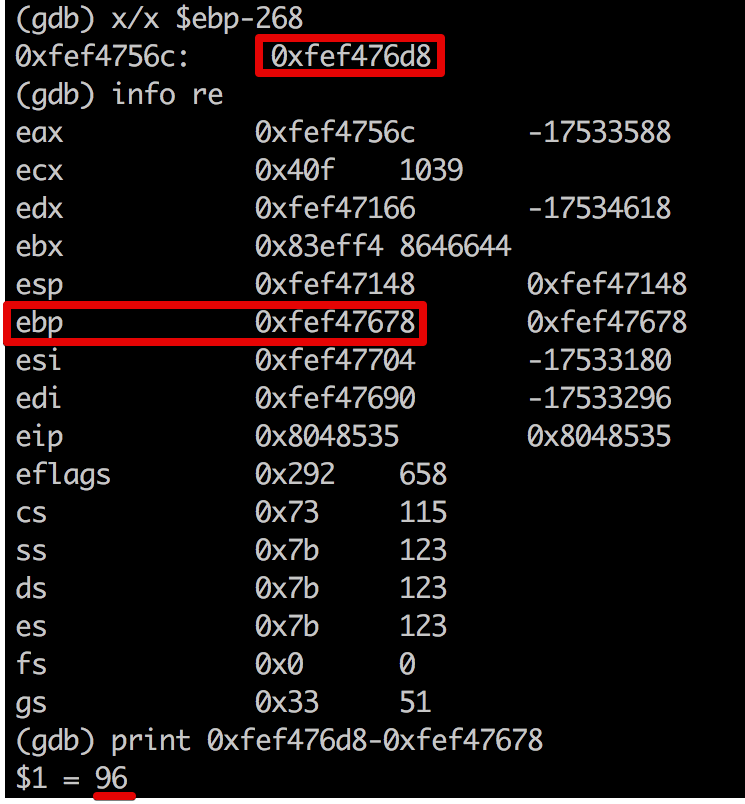 (gdb) x/x $ebp-268
0xfef4756c: 0xfef476d8
(gdb) info re
eax 0xfef4756c -17533588
ecx 0x40f 1039
edx 0xfef47166 -17534618
ebx 0x83eff4 8646644
esp 0xfef47148 0xfef47148
ebp 0xfef47678 0xfef47678
esi 0xfef47704 -17533180
edi 0xfef47690 -17533296
eip 0x8048535 0x8048535
eflags 0x292 658
cs 0x73 115
ss 0x7b 123
ds 0x7b 123
es 0x7b 123
fs 0x0 0
gs 0x33 51
(gdb) print 0xfef476d8-0xfef47678
$1 = 96